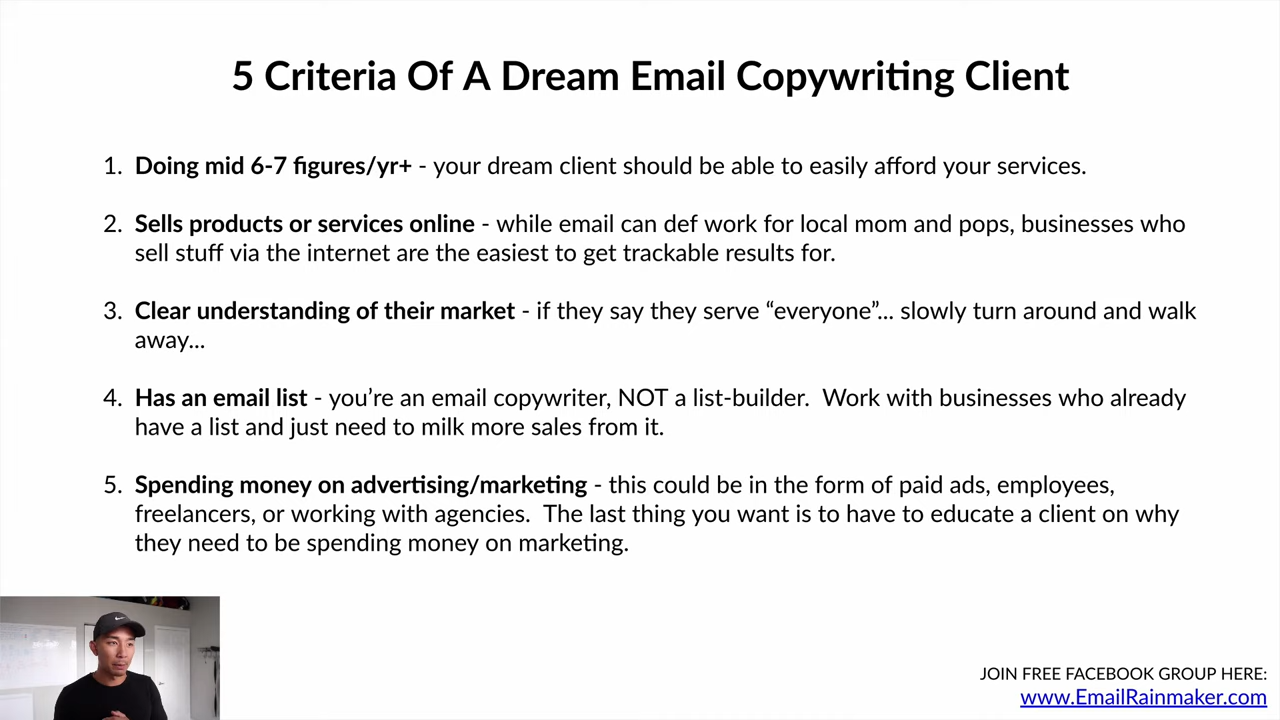 5 Criteria Of A Dream Email Copywriting Client
1. Doing mid 6-7 figures/yr+ - your dream client should be able to easily afford your services.
2. Sells products or services online - while email can def work for local mom and pops, businesses who
sell stuff via the internet are the easiest to get trackable results for.
3. Clear understanding of their market - if they say they serve “everyone”... slowly turn around and walk
away...
4. Has an email list - you’re an email copywriter, NOT a list-builder.  Work with businesses who already
have a list and just need to milk more sales from it.
5. Spending money on advertising/marketing - this could be in the form of paid ads, employees,
freelancers, or working with agencies.  The last thing you want is to have to educate a client on why
they need to be spending money on marketing.
JOIN FREE FACEBOOK GROUP HERE:
www.EmailRainmaker.com